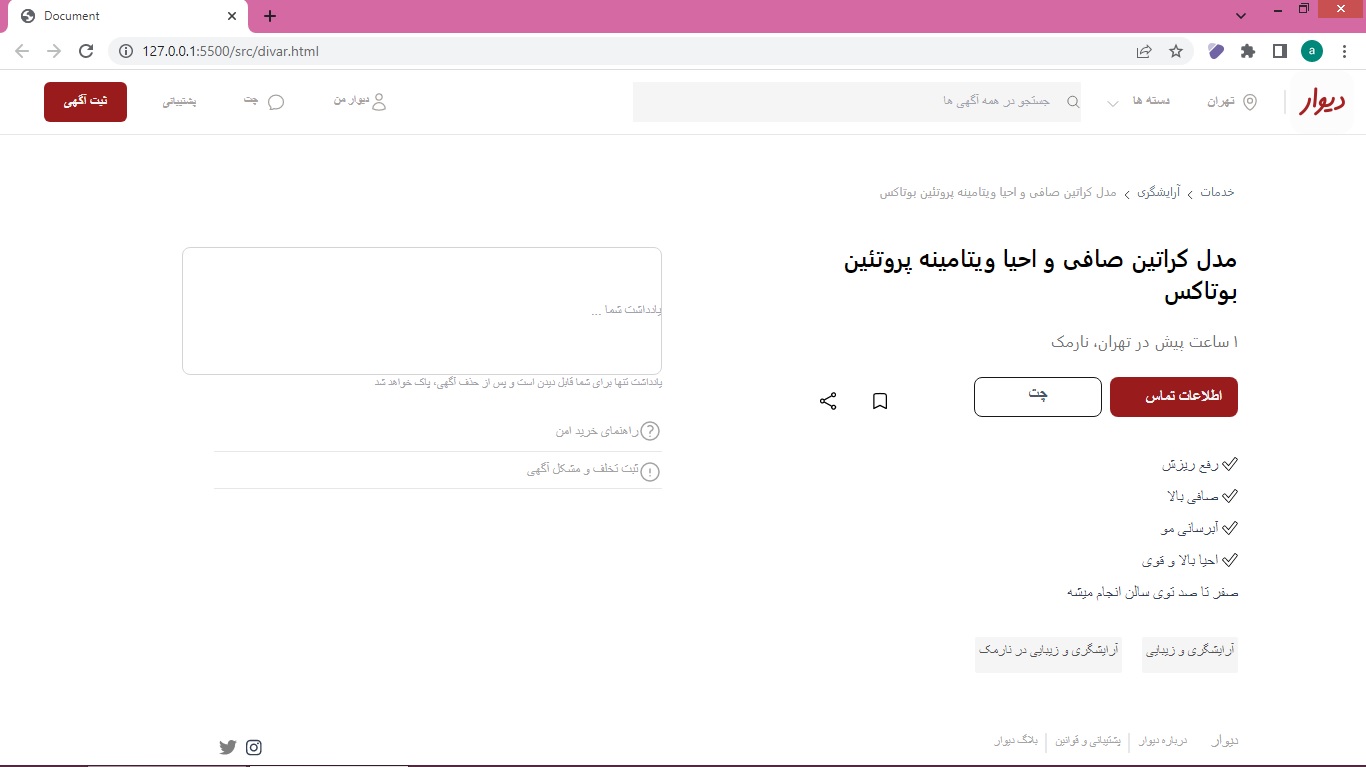 Document
127.0.0.1:5500/src/divar.html
a
دیوار
تهران
دسته ها
جستجو در همه آگهی ها
دیوار من
چت
پشتیبانی
ثبت آگهی
خدمات
آرایشگری
مدل کراتین صافی و احیا ویتامینه پروتئین بوتاکس
مدل کراتین صافی و احیا ویتامینه پروتئین
بوتاکس
۱ ساعت پیش در تهران، نارمک
اطلاعات تماس
چت
رفع ریزش
صافی بالا
آبرسانی مو
احیا بالا و قوی
صفر تا صد توی سالن انجام میشه
آرایشگری و زیبایی
آرایشگری و زیبایی در نارمک
یادداشت شما ...
یادداشت تنها برای شما قابل دیدن است و پس از حذف آگهی، پاک خواهد شد
راهنمای خرید امن
ثبت تخلف و مشکل آگهی
دیوار
درباره دیوار
پشتیبانی و قوانین
بلاگ دیوار